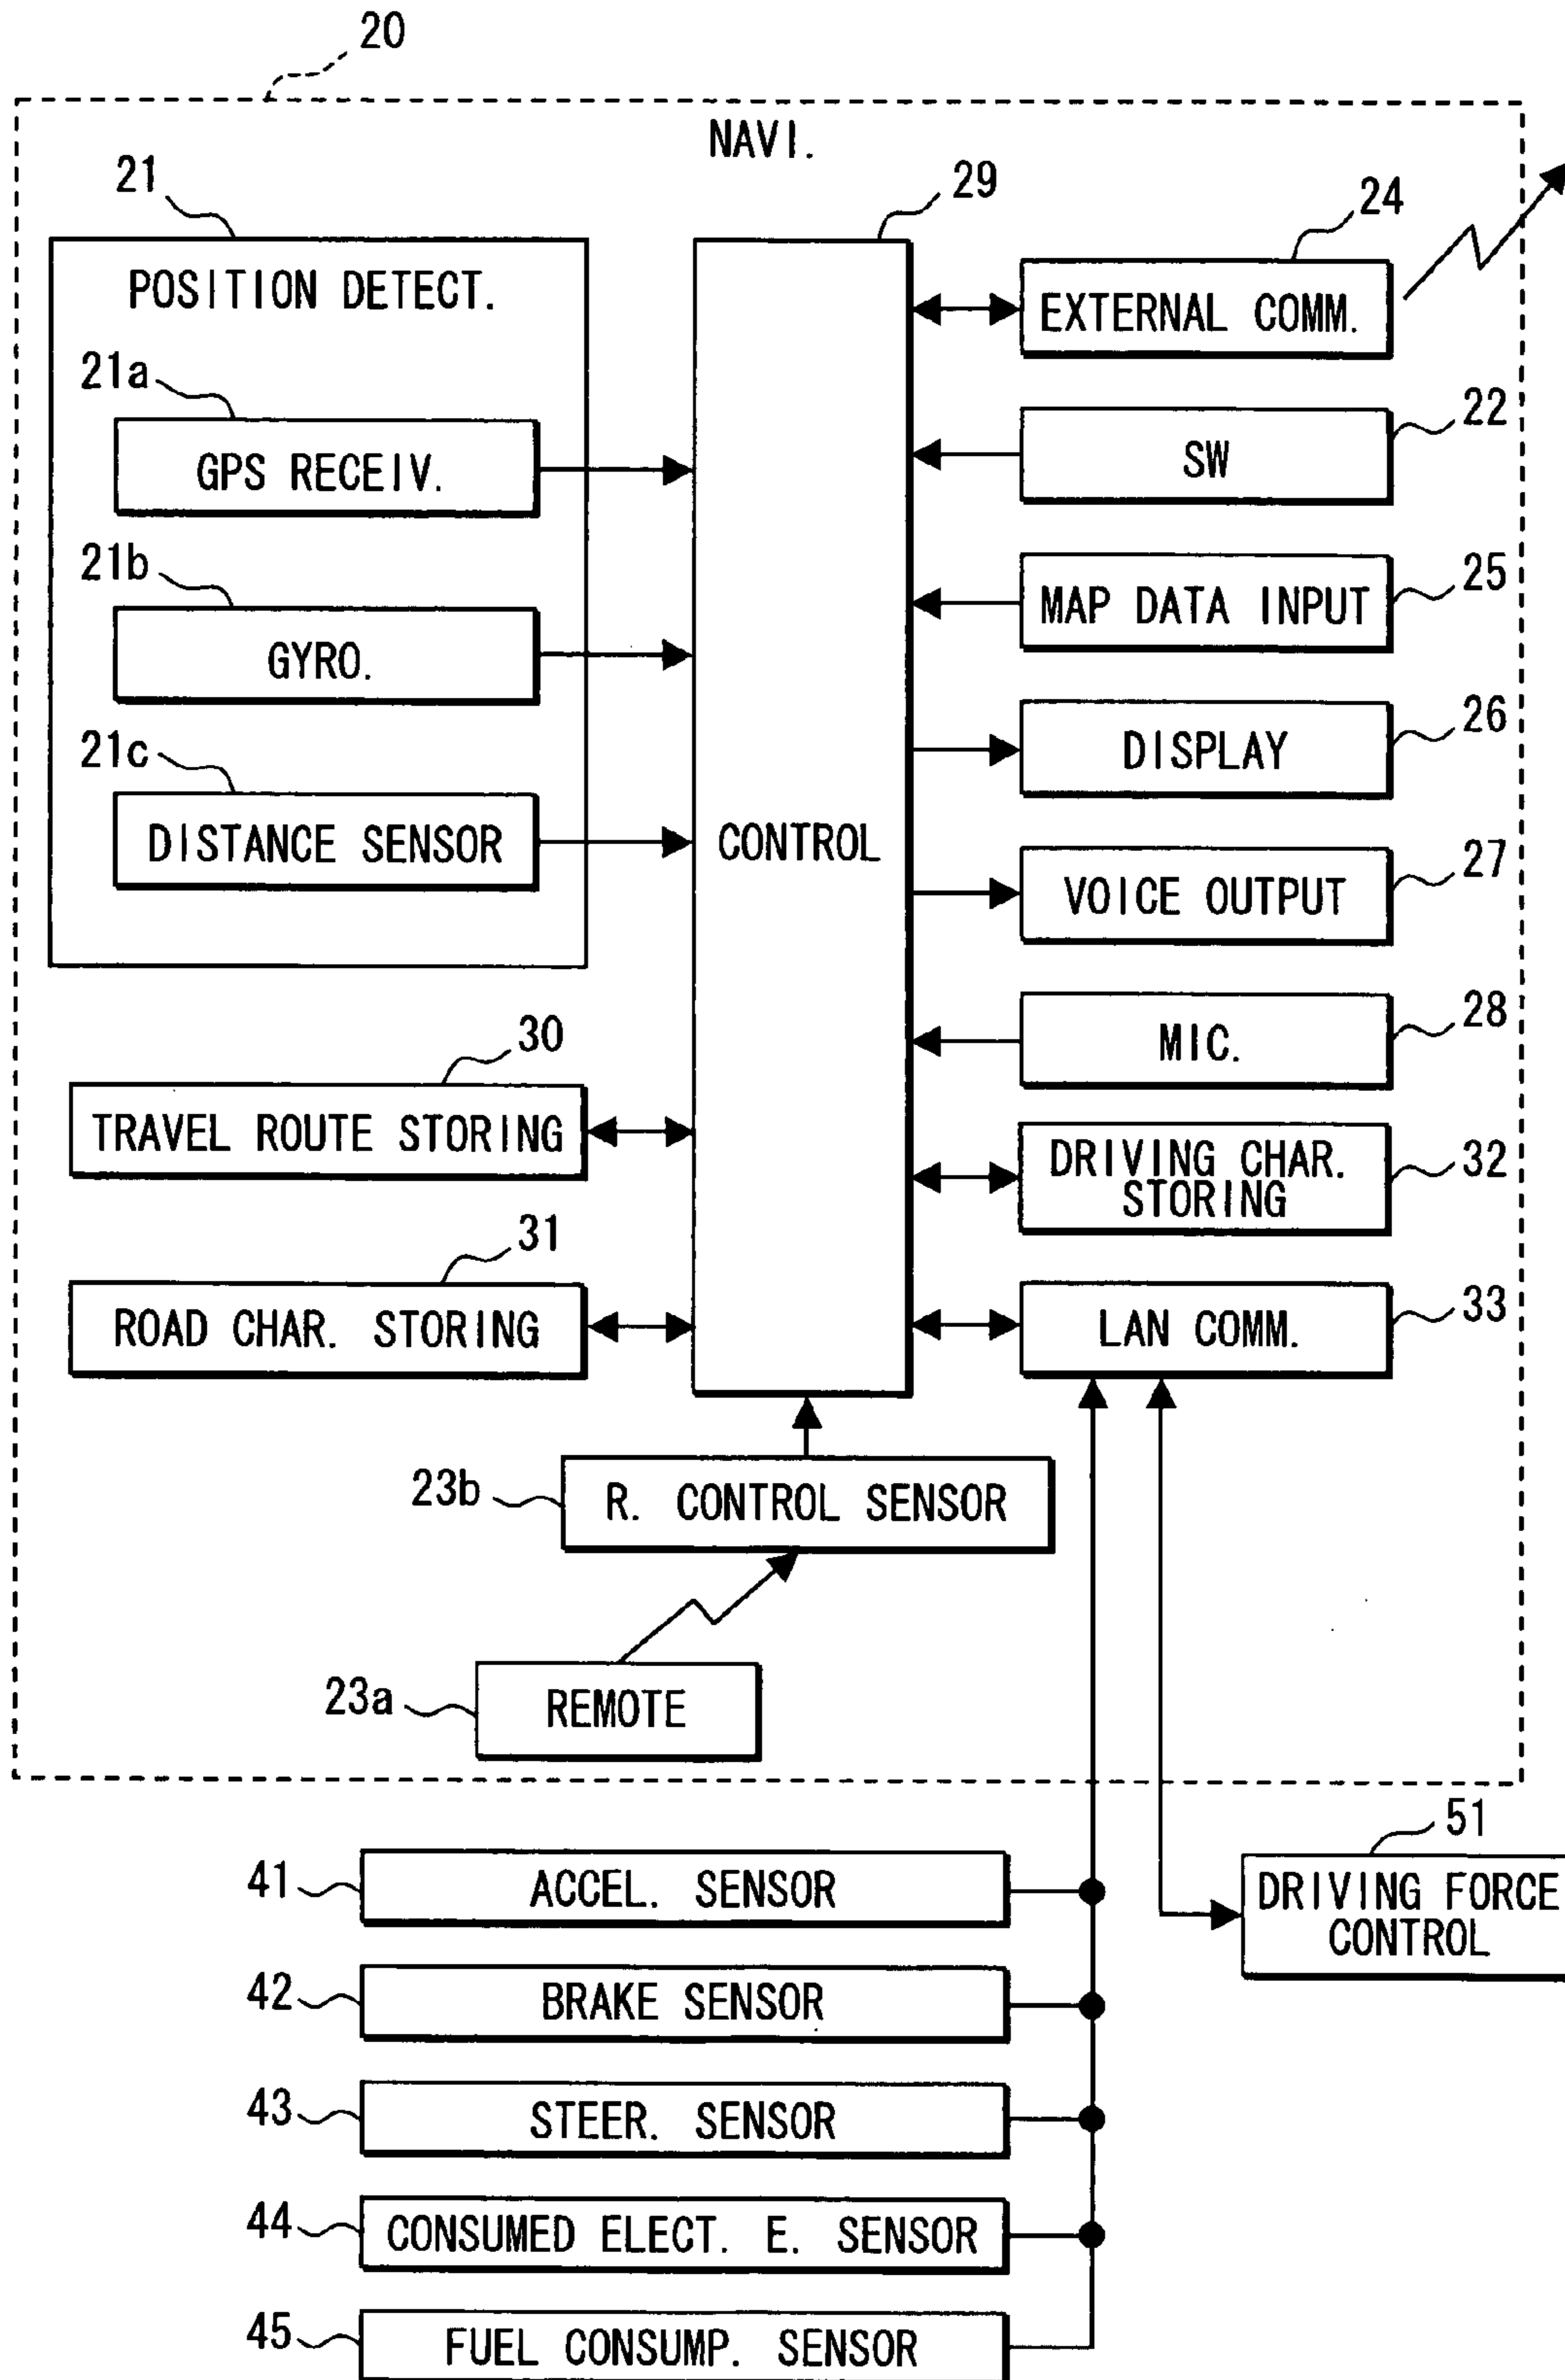 20
NAVI.
21
29
24
POSITION DETECT.
EXTERNAL COMM.
21a
GPS RECEIV.
22
SW
21b
GYRO.
25
MAP DATA INPUT
26
DISPLAY
21c
DISTANCE SENSOR
CONTROL
27
VOICE OUTPUT
28
MIC.
30
TRAVEL ROUTE STORING
32
DRIVING CHAR.
STORING
31
ROAD CHAR. STORING
33
LAN COMM.
23b
R. CONTROL SENSOR
23a
REMOTE
51
DRIVING FORCE
CONTROL
41
ACCEL. SENSOR
42
BRAKE SENSOR
43
STEER. SENSOR
44
CONSUMED ELECT. E. SENSOR
45
FUEL CONSUMP. SENSOR